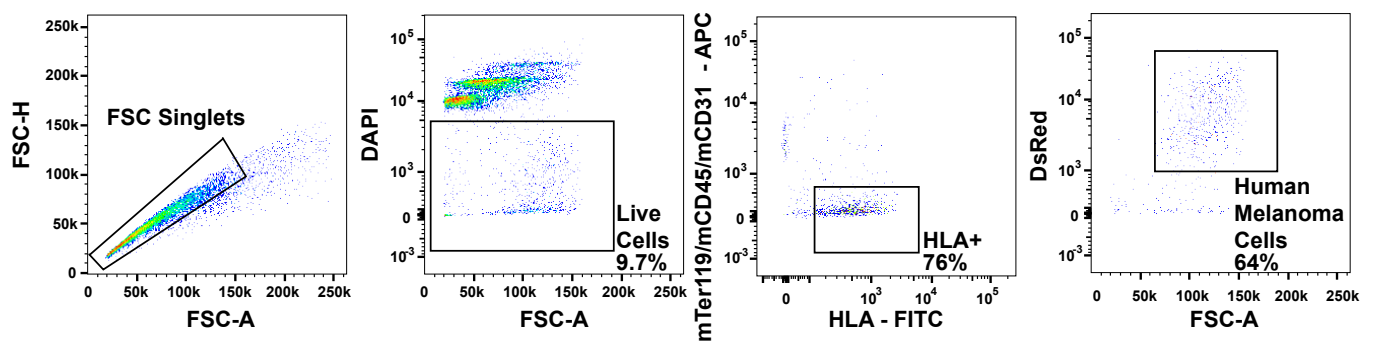 250k
200k
150k
100k
50k
0
FSC-H
FSC Singlets
0 50k 100k 150k 200k 250k
FSC-A
10^5
10^4
10^3
0
-10^3
DAPI
Live
Cells
9.7%
0 50k 100k 150k 200k 250k
FSC-A
mTer119/mCD45/mCD31 - APC
10^5
10^4
10^3
0
-10^3
HLA+
76%
0 10^3 10^4 10^5
HLA - FITC
DsRed
10^5
10^4
10^3
0
-10^3
Human
Melanoma
Cells
64%
0 50k 100k 150k 200k 250k
FSC-A